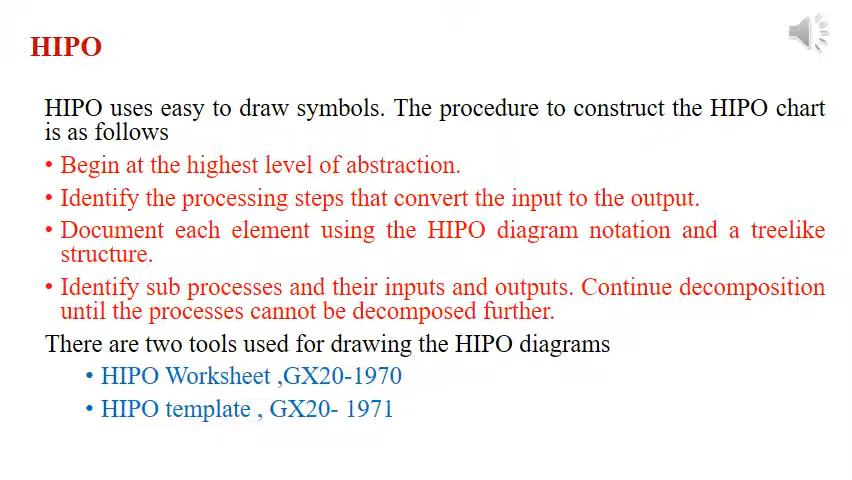 HIPO
HIPO uses easy to draw symbols. The procedure to construct the HIPO chart
is as follows
• Begin at the highest level of abstraction.
• Identify the processing steps that convert the input to the output.
• Document each element using the HIPO diagram notation and a treelike
structure.
• Identify sub processes and their inputs and outputs. Continue decomposition
until the processes cannot be decomposed further.
There are two tools used for drawing the HIPO diagrams
• HIPO Worksheet ,GX20-1970
• HIPO template , GX20- 1971